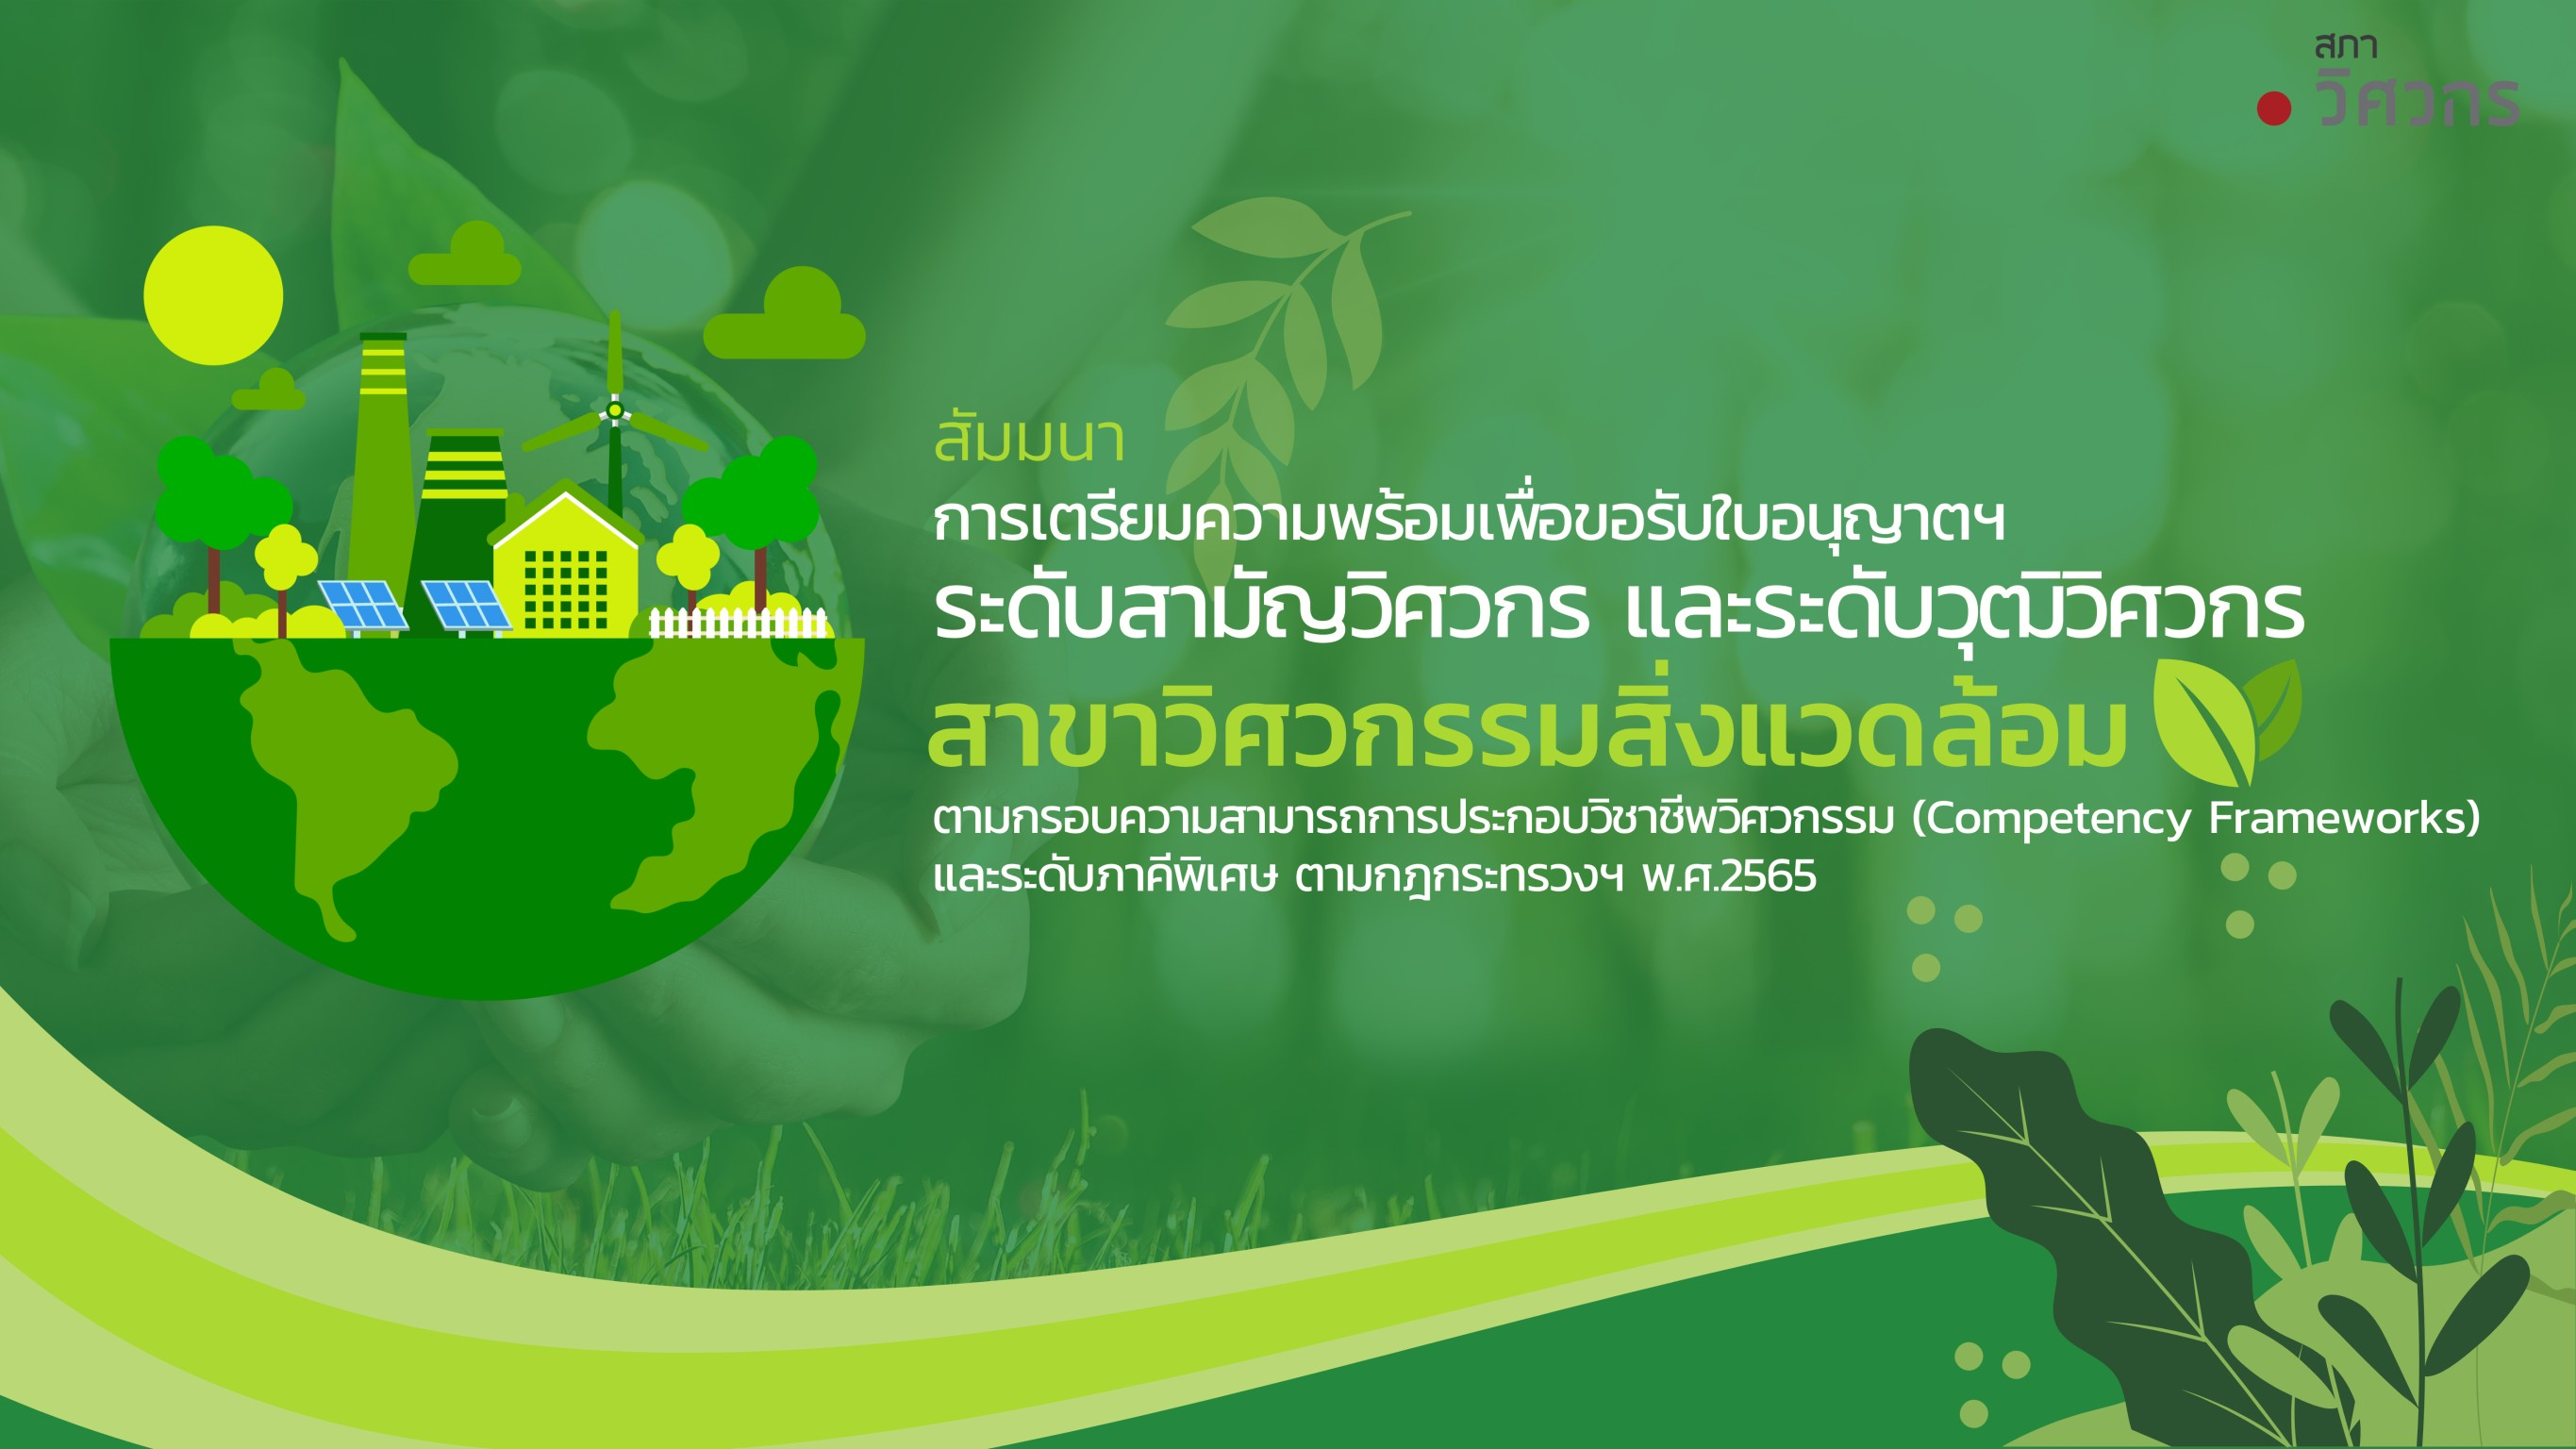 สภา
วิศวกร
สัมมนา
การเตรียมความพร้อมเพื่อขอรับใบอนุญาตฯ
ระดับสามัญวิศวกร และระดับวุฒิวิศวกร
สาขาวิศวกรรมสิ่งแวดล้อม
ตามกรอบความสามารถการประกอบวิชาชีพวิศวกรรม (Competency Frameworks)
และระดับภาคีพิเศษ ตามกฎกระทรวงฯ พ.ศ.2565